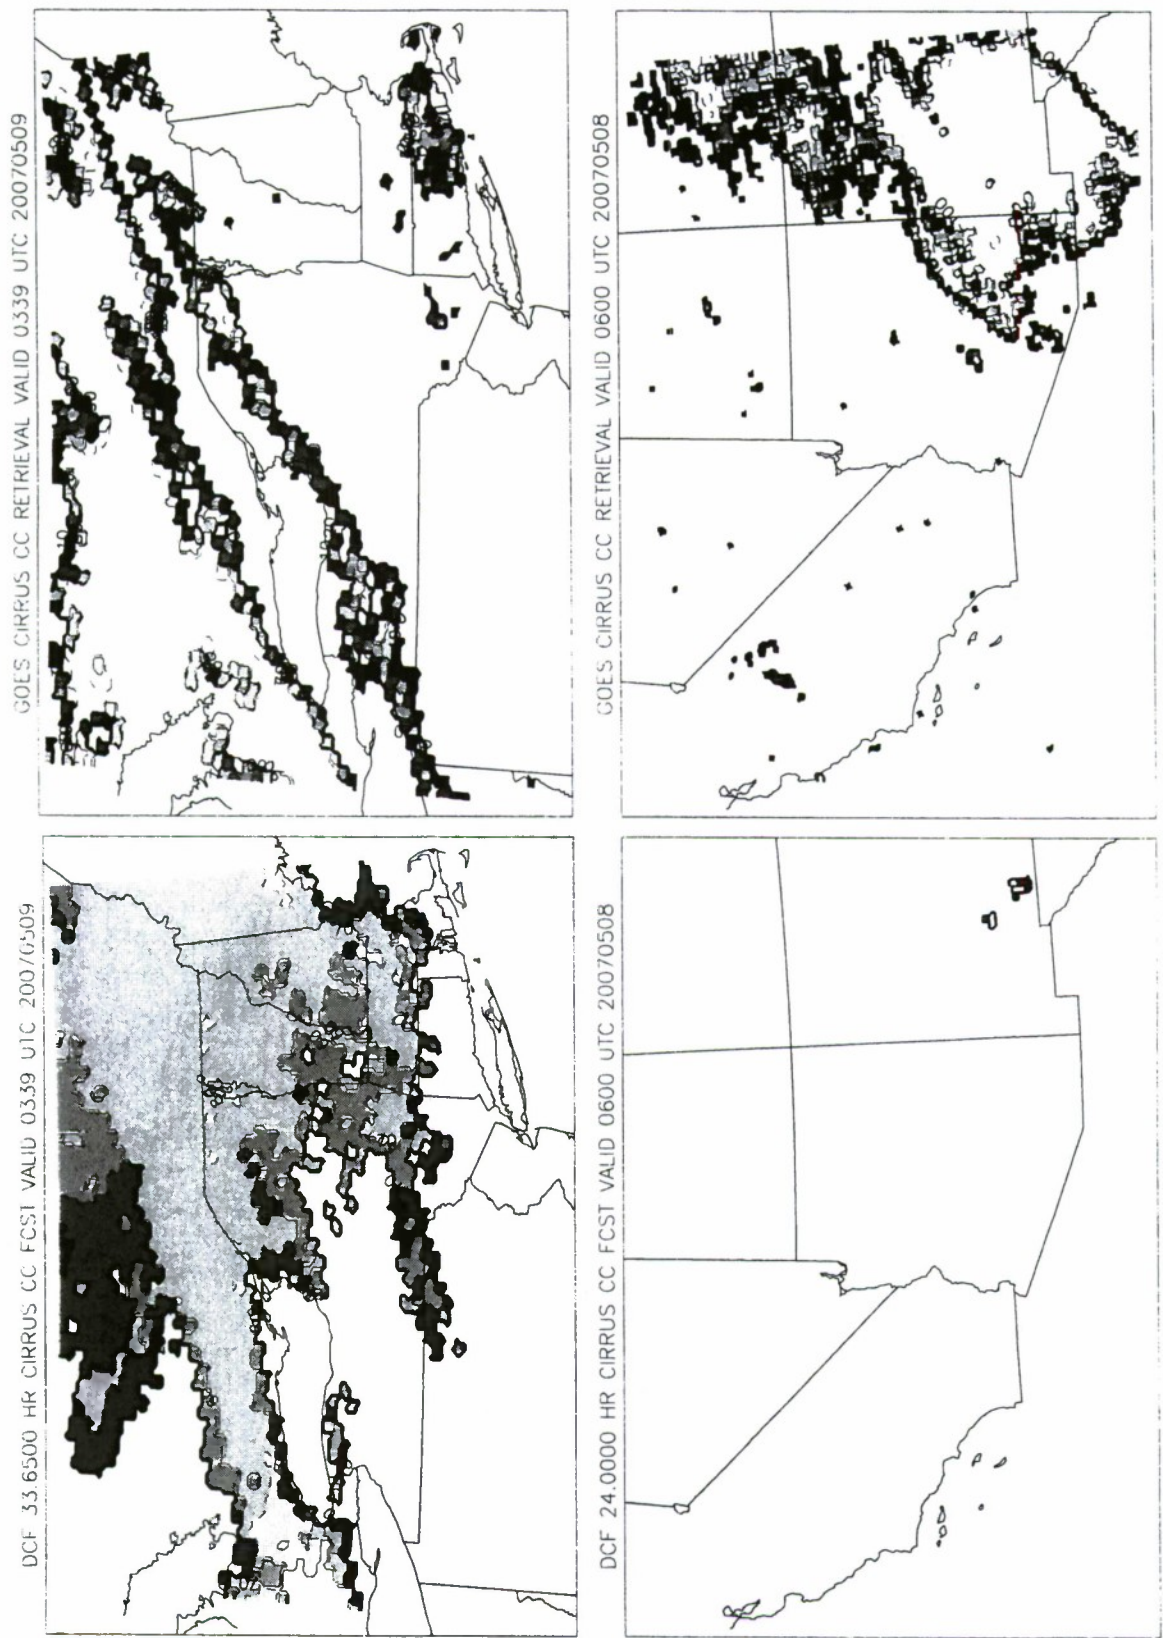 DCF 33.6500 HR CIRRUS CC FCST VALID 0339 UTC 20070509
GOES CIRRUS CC RETRIEVAL VALID 0339 UTC 20070509
DCF 24.0000 HR CIRRUS CC FCST VALID 0600 UTC 20070508
GOES CIRRUS CC RETRIEVAL VALID 0600 UTC 20070508